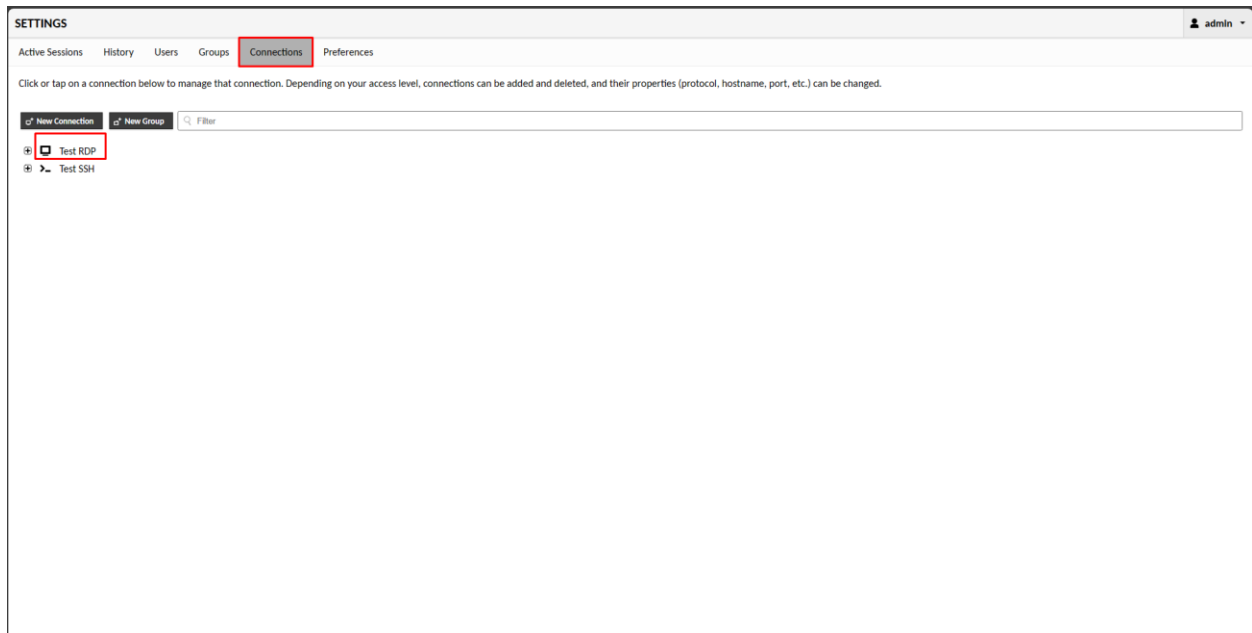 SETTINGS
admin
Active Sessions History Users Groups Connections Preferences
Click or tap on a connection below to manage that connection. Depending on your access level, connections can be added and deleted, and their properties (protocol, hostname, port, etc.) can be changed.
New Connection New Group Filter
Test RDP
Test SSH